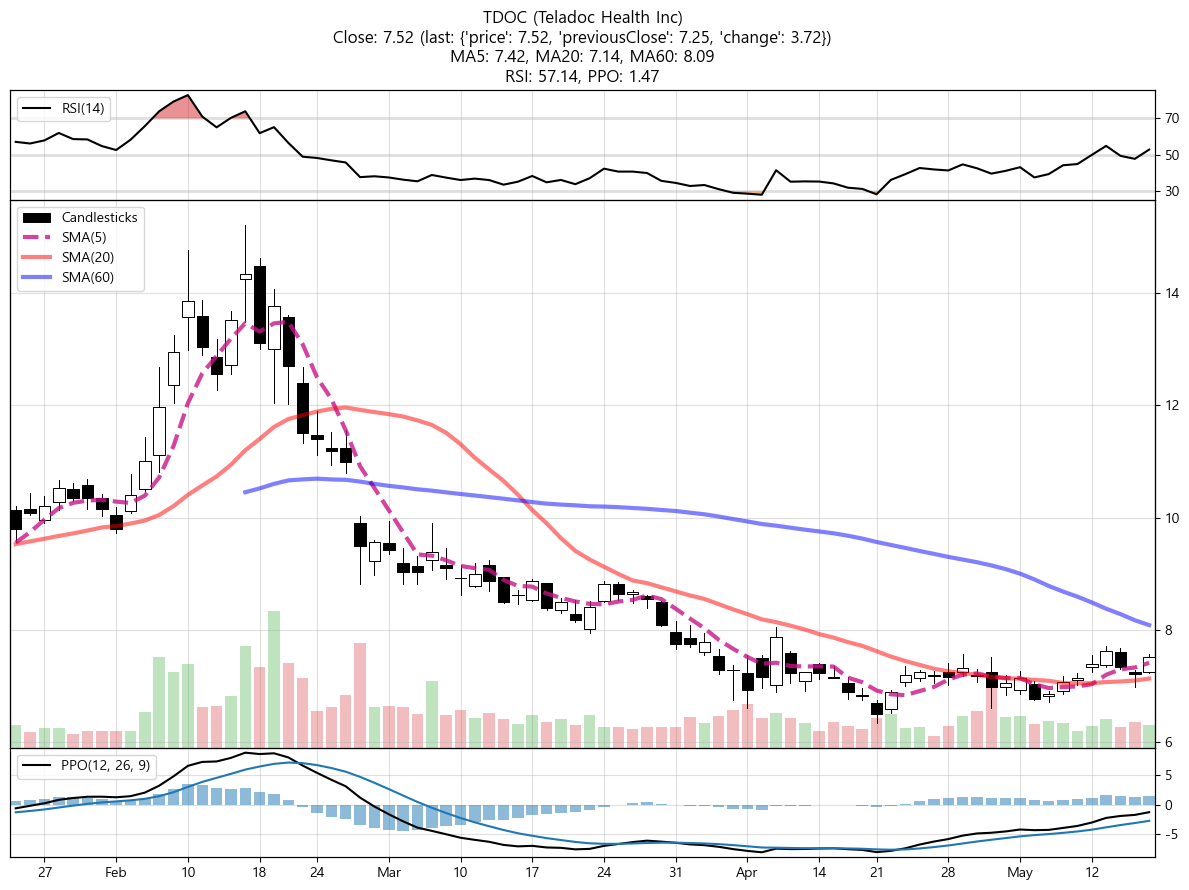 TDOC (Teladoc Health Inc)
Close: 7.52 (last: {'price': 7.52, 'previousClose': 7.25, 'change': 3.72})
MA5: 7.42, MA20: 7.14, MA60: 8.09
RSI: 57.14, PPO: 1.47
RSI(14)
70
50
30
Candlesticks
SMA(5)
SMA(20)
SMA(60)
14
12
10
8
6
PPO(12, 26, 9)
5
0
-5
27 Feb 10 18 24 Mar 10 17 24 31 Apr 14 21 28 May 12